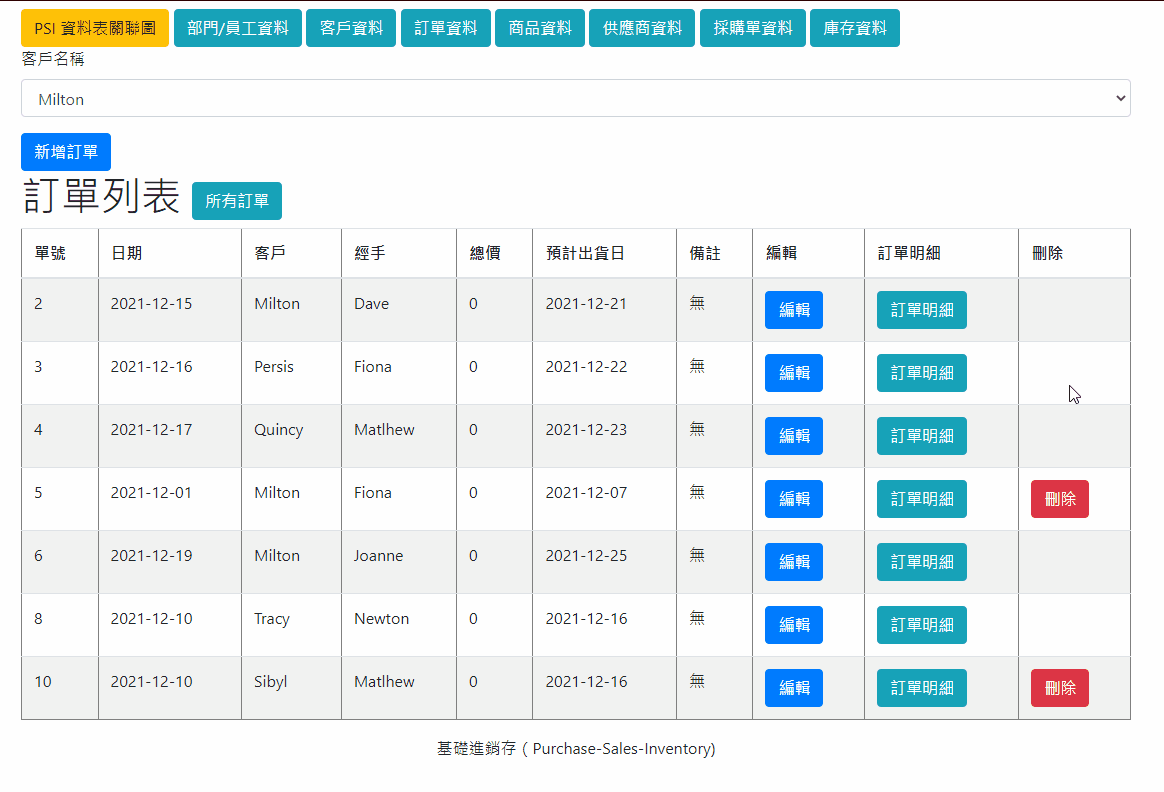 PSI 資料表關聯圖 部門/員工資料 客戶資料 訂單資料 商品資料 供應商資料 採購單資料 庫存資料
客戶名稱
Milton
新增訂單
訂單列表 所有訂單
單號 日期 客戶 經手 總價 預計出貨日 備註 編輯 訂單明細 刪除
2 2021-12-15 Milton Dave 0 2021-12-21 無 編輯 訂單明細
3 2021-12-16 Persis Fiona 0 2021-12-22 無 編輯 訂單明細
4 2021-12-17 Quincy Matlhew 0 2021-12-23 無 編輯 訂單明細
5 2021-12-01 Milton Fiona 0 2021-12-07 無 編輯 訂單明細 刪除
6 2021-12-19 Milton Joanne 0 2021-12-25 無 編輯 訂單明細
8 2021-12-10 Tracy Newton 0 2021-12-16 無 編輯 訂單明細
10 2021-12-10 Sibyl Matlhew 0 2021-12-16 無 編輯 訂單明細 刪除
基礎進銷存 ( Purchase-Sales-Inventory)